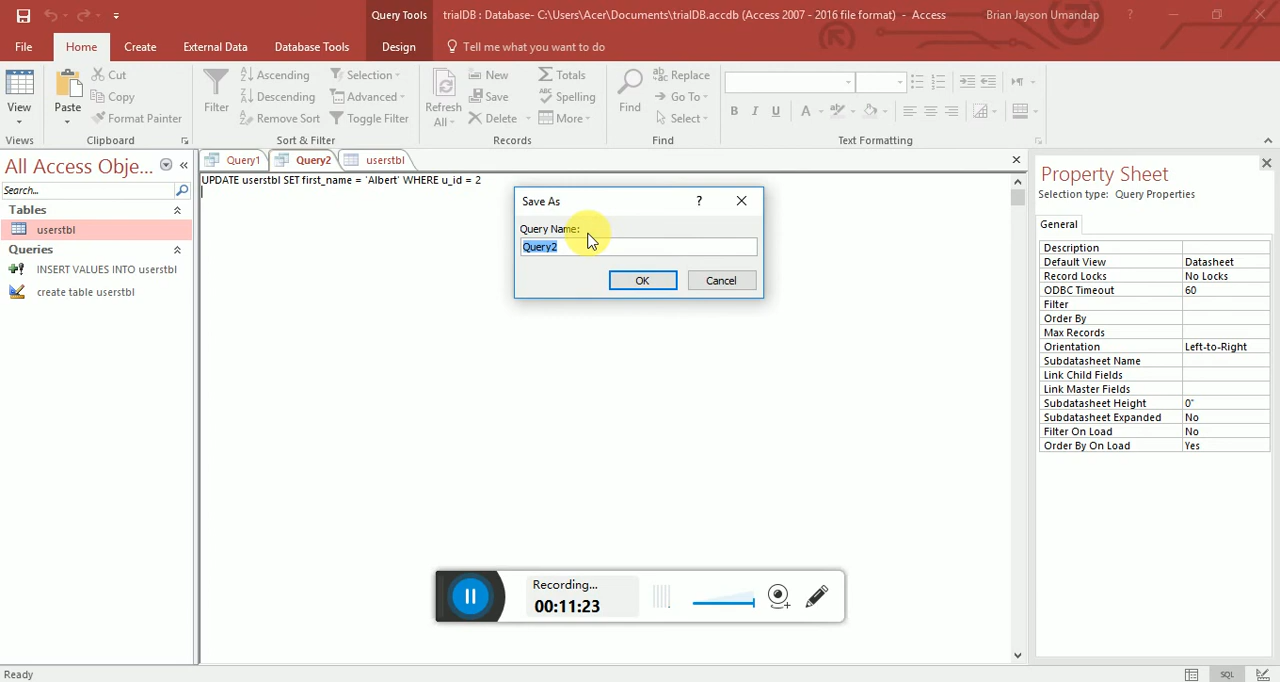 Query Tools
trialDB : Database- C:\Users\Acer\Documents\trialDB.accdb (Access 2007 - 2016 file format) - Access
Brian Jayson Umandap
?
File
Home
Create
External Data
Database Tools
Design
Tell me what you want to do
View
Views
Paste
Cut
Copy
Format Painter
Clipboard
Filter
Ascending
Descending
Remove Sort
Selection
Advanced
Toggle Filter
Sort & Filter
Refresh
All
New
Save
Delete
Totals
Spelling
More
Records
Find
Replace
Go To
Select
Find
B I U
A
Text Formatting
All Access Obje...
Search...
Tables
userstbl
Queries
INSERT VALUES INTO userstbl
create table userstbl
Query1
Query2
userstbl
UPDATE userstbl SET first_name = 'Albert' WHERE u_id = 2
Save As
?
Query Name:
Query2
OK
Cancel
Recording...
00:11:23
Property Sheet
Selection type: Query Properties
General
Description
Default View Datasheet
Record Locks No Locks
ODBC Timeout 60
Filter
Order By
Max Records
Orientation Left-to-Right
Subdatasheet Name
Link Child Fields
Link Master Fields
Subdatasheet Height 0"
Subdatasheet Expanded No
Filter On Load No
Order By On Load Yes
Ready
SQL